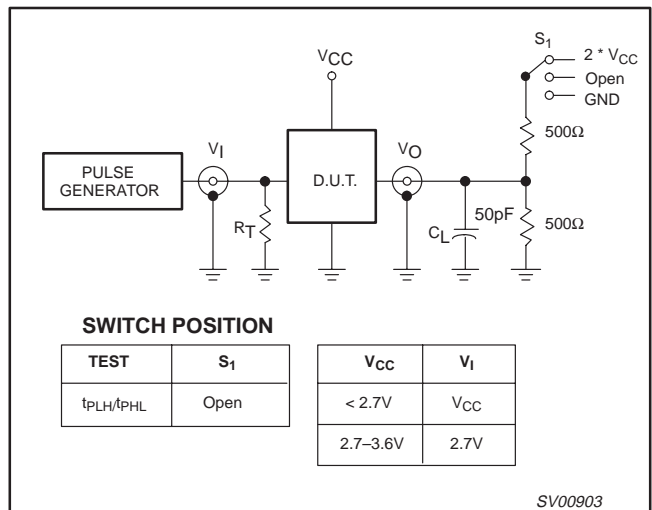 S1
2 * VCC
Open
GND
VCC
500Ω
VI
VO
PULSE
GENERATOR
D.U.T.
RT
50pF
CL
500Ω
SWITCH POSITION
TEST S1
tPLH/tPHL Open
VCC VI
< 2.7V VCC
2.7–3.6V 2.7V
SV00903